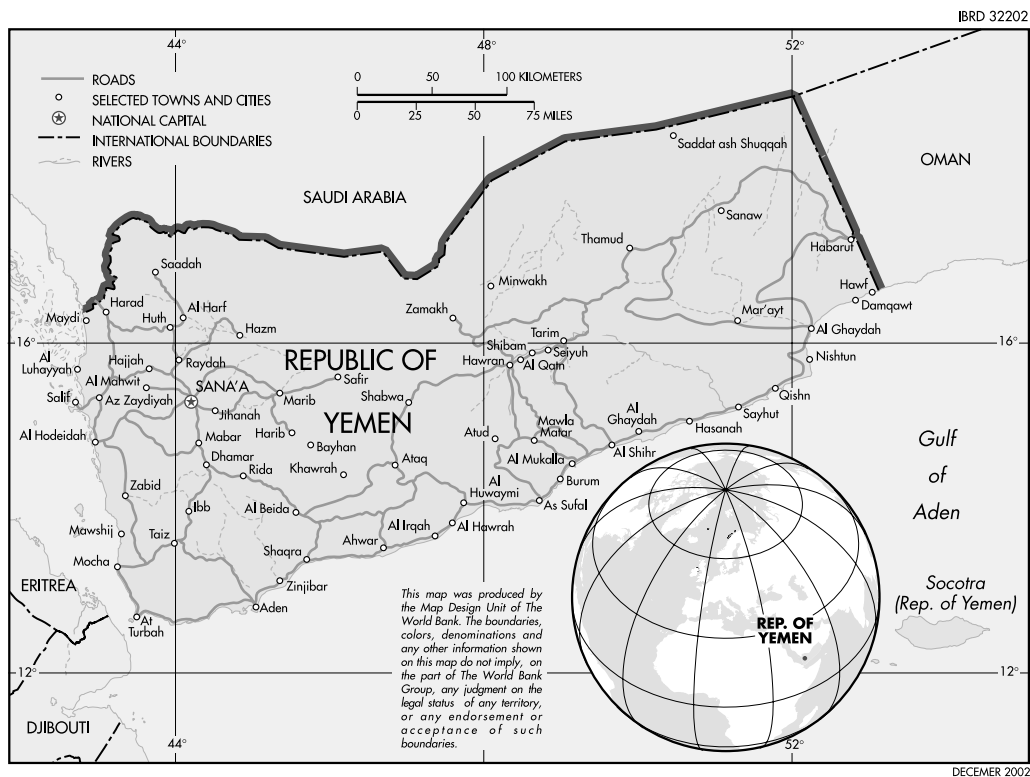 IBRD 32202
44°
48°
52°
ROADS
SELECTED TOWNS AND CITIES
NATIONAL CAPITAL
INTERNATIONAL BOUNDARIES
RIVERS
0
50
100 KILOMETERS
0
25
50
75 MILES
SAUDI ARABIA
OMAN
Saddat ash Shuqqah
Sanaw
Thamud
Habarut
Saadah
Minwakh
Hawf
Damqawt
Harad
Al Harf
Maydi
Huth
Hazm
Zamakh
Mar'ayt
Al Ghaydah
16°
16°
Tarim
Shibam
Seiyuh
Hawran
Al Qatn
Nishtun
Al
Luhayyah
Hajjah
Raydah
REPUBLIC OF
YEMEN
Al Mahwit
SANA'A
Safir
Salif
Az Zaydiyah
Marib
Shabwa
Qishn
Jihanah
Sayhut
Al Hodeidah
Mabar
Harib
Bayhan
Atud
Mawla
Matar
Al
Ghaydah
Hasanah
Al Shihr
Dhamar
Rida
Khawrah
Ataq
Al Mukalla
Burum
Al
Huwaymi
As Sufal
Zabid
Ibb
Al Beida
Al Irqah
Al Hawrah
Mawshij
Taiz
Ahwar
Mocha
Shaqra
Zinjibar
Aden
At
Turbah
ERITREA
DJIBOUTI
Gulf
of
Aden
Socotra
(Rep. of Yemen)
REP. OF
YEMEN
This map was produced by
the Map Design Unit of The
World Bank. The boundaries,
colors, denominations and
any other information shown
on this map do not imply, on
the part of The World Bank
Group, any judgment on the
legal status of any territory,
or any endorsement or
acceptance of such
boundaries.
12°
12°
44°
52°
DECEMER 2002